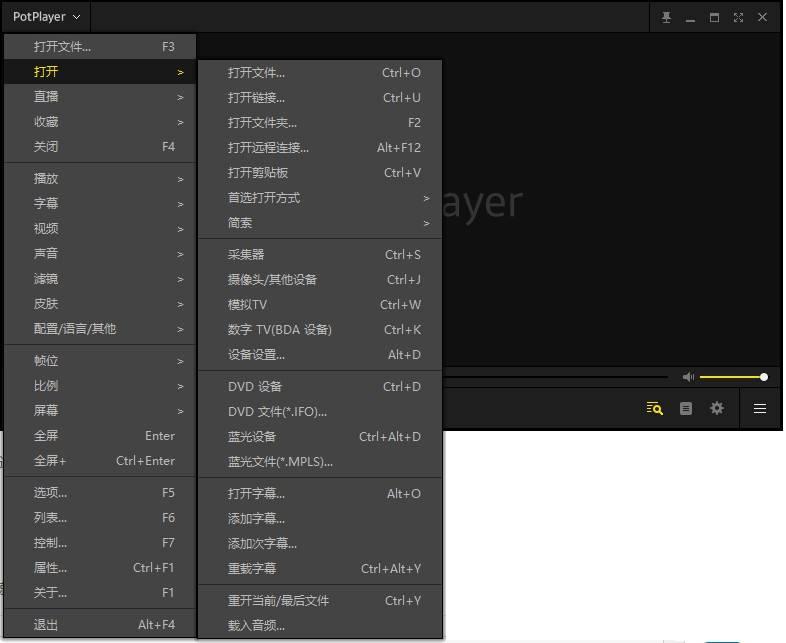 PotPlayer
打开文件... F3
打开 >
直播 >
收藏 >
关闭 F4
播放 >
字幕 >
视频 >
声音 >
滤镜 >
皮肤 >
配置/语言/其他 >
帧位 >
比例 >
屏幕 >
全屏 Enter
全屏+ Ctrl+Enter
选项... F5
列表... F6
控制... F7
属性... Ctrl+F1
关于... F1
退出 Alt+F4
打开文件... Ctrl+O
打开链接... Ctrl+U
打开文件夹... F2
打开远程连接... Alt+F12
打开剪贴板 Ctrl+V
首选打开方式 >
简索 >
采集器 Ctrl+S
摄像头/其他设备 Ctrl+J
模拟TV Ctrl+W
数字 TV(BDA 设备) Ctrl+K
设备设置... Alt+D
DVD 设备 Ctrl+D
DVD 文件(*.IFO)...
蓝光设备 Ctrl+Alt+D
蓝光文件(*.MPLS)...
打开字幕... Alt+O
添加字幕...
添加次字幕...
重载字幕 Ctrl+Alt+Y
重开当前/最后文件 Ctrl+Y
载入音频...
ayer